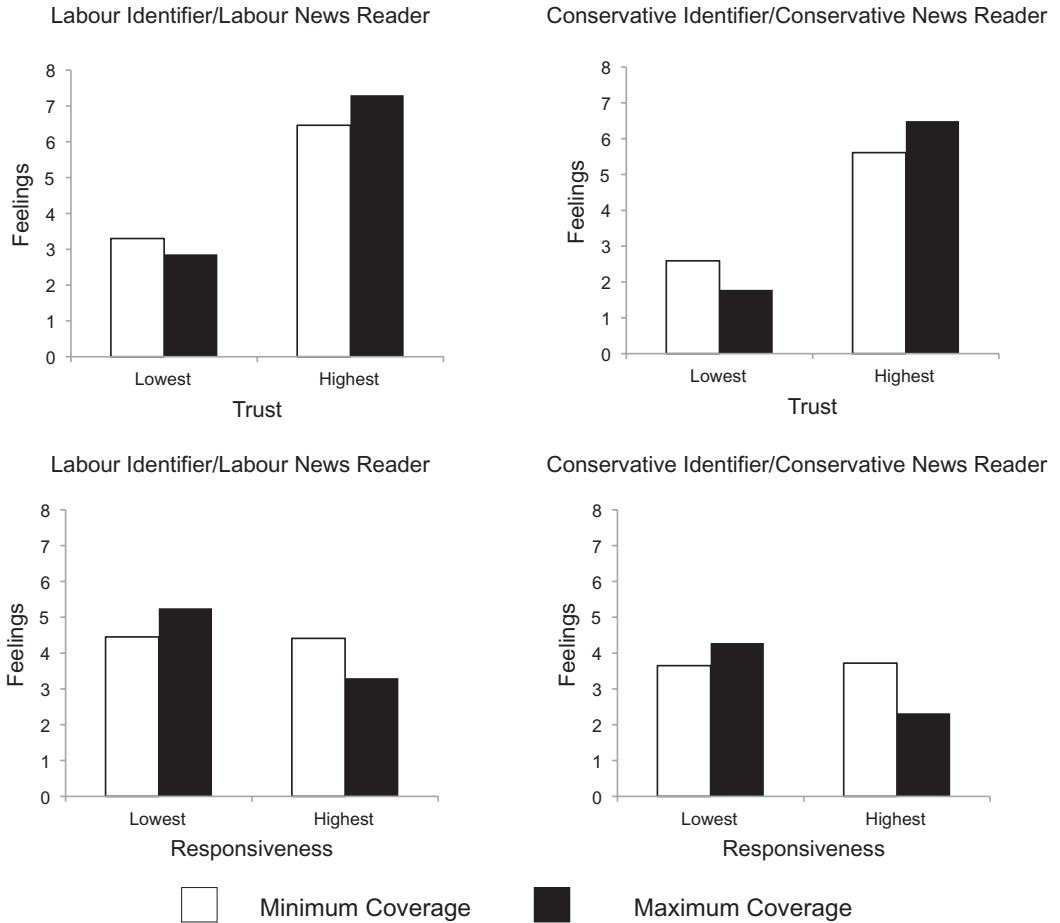 Labour Identifier/Labour News Reader
8
7
6
5
4
3
2
1
0
Feelings
Lowest
Highest
Trust
Conservative Identifier/Conservative News Reader
8
7
6
5
4
3
2
1
0
Feelings
Lowest
Highest
Trust
Labour Identifier/Labour News Reader
8
7
6
5
4
3
2
1
0
Feelings
Lowest
Highest
Responsiveness
Conservative Identifier/Conservative News Reader
8
7
6
5
4
3
2
1
0
Feelings
Lowest
Highest
Responsiveness
Minimum Coverage
Maximum Coverage